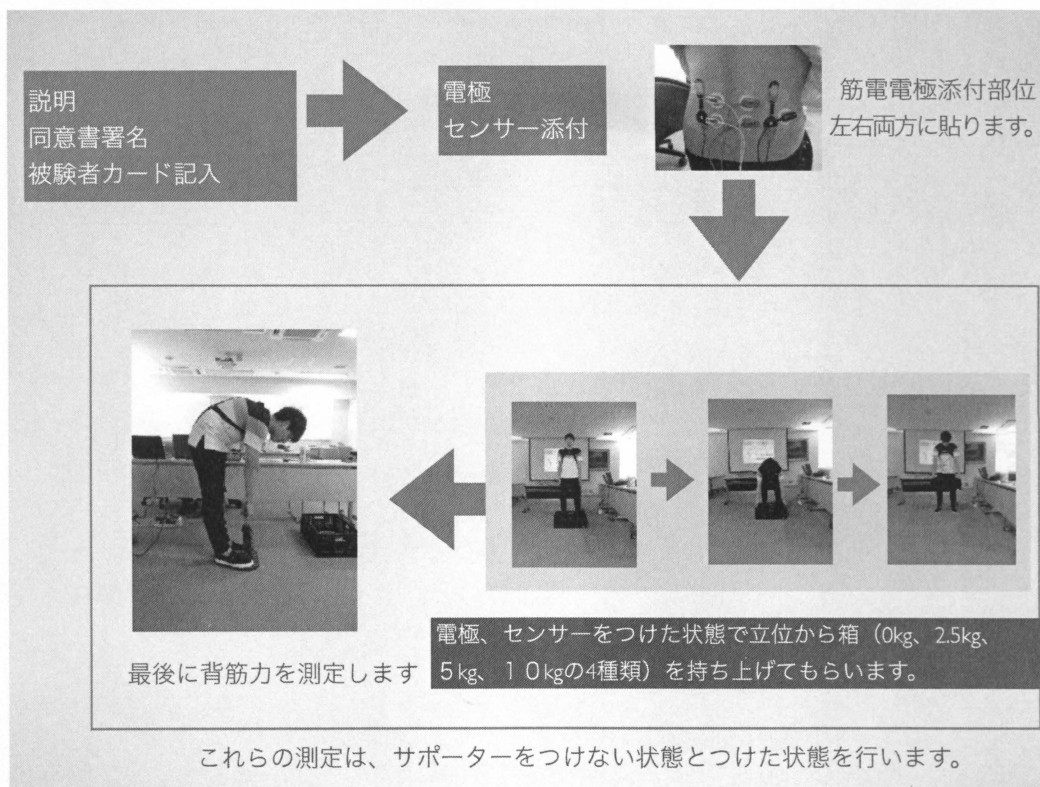 説明
同意書署名
被験者カード記入
電極
センサー添付
筋電電極添付部位
左右両方に貼ります。
電極、センサーをつけた状態で立位から箱（0kg、2.5kg、
５kg、１０kgの4種類）を持ち上げてもらいます。
最後に背筋力を測定します
これらの測定は、サポーターをつけない状態とつけた状態を行います。